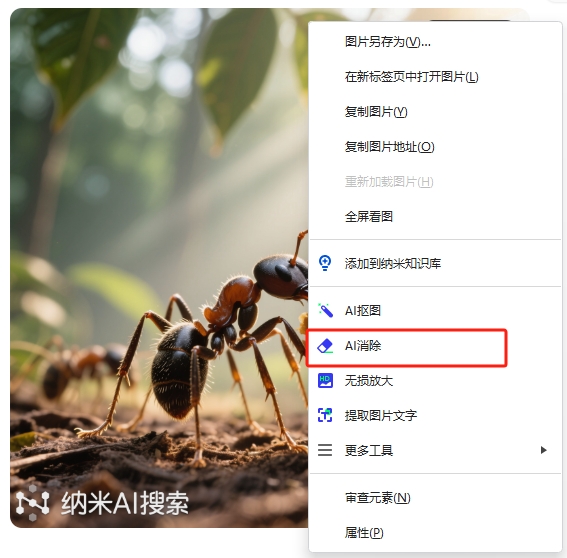 图片另存为(V)...
在新标签页中打开图片(L)
复制图片(Y)
复制图片地址(O)
重新加载图片(H)
全屏看图
添加到纳米知识库
AI抠图
AI消除
HD
无损放大
T
提取图片文字
更多工具
审查元素(N)
属性(P)
纳米AI搜索